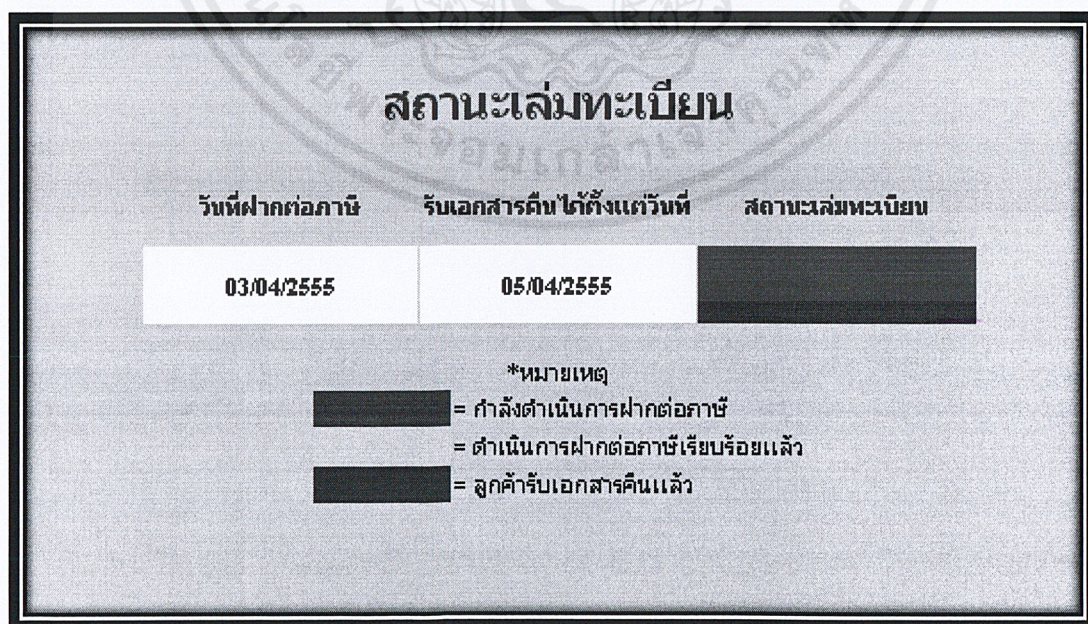 สถานะเล่มทะเบียน
วันที่ฝากต่อภาษี รับเอกสารคืนได้ตั้งแต่วันที่ สถานะเล่มทะเบียน
03/04/2555 05/04/2555
*หมายเหตุ
= กำลังดำเนินการฝากต่อภาษี
= ดำเนินการฝากต่อภาษีเรียบร้อยแล้ว
= ลูกค้ารับเอกสารคืนแล้ว